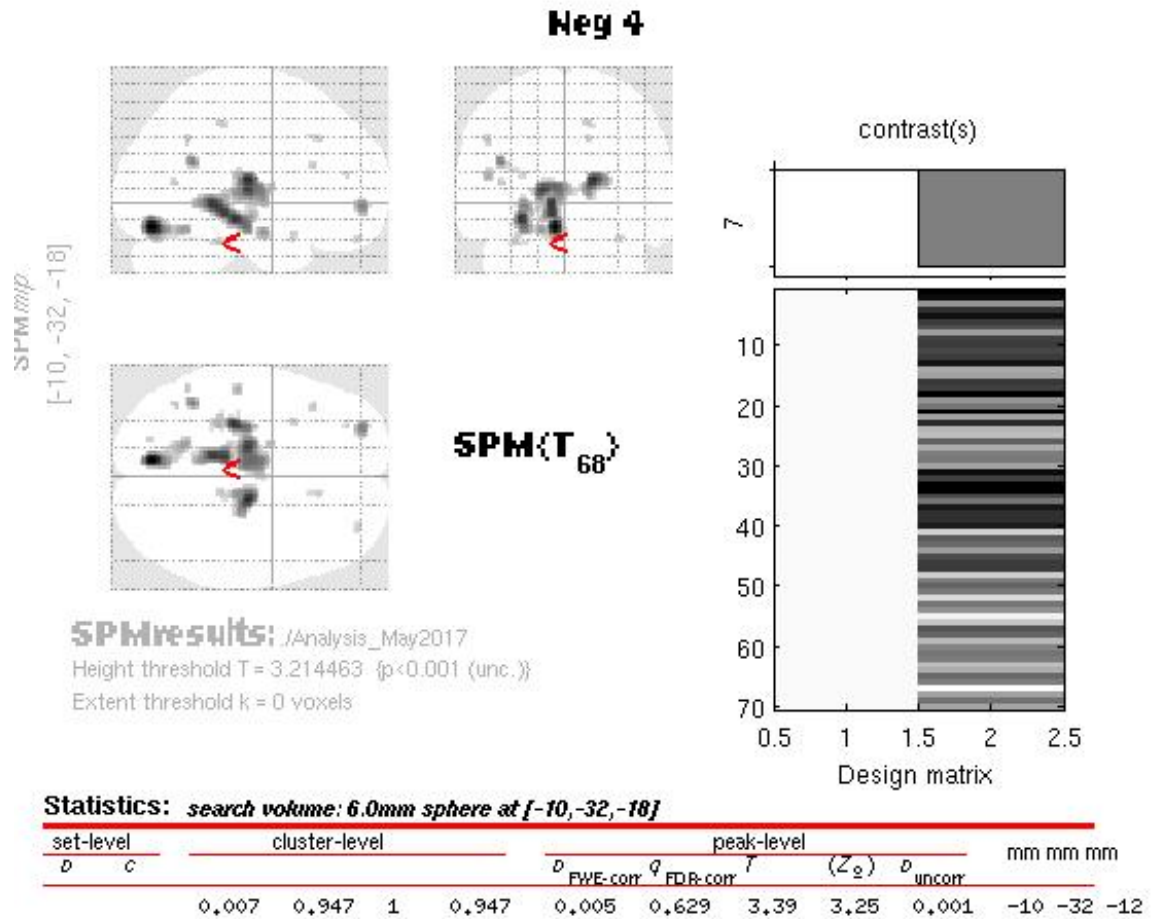 Neg 4
contrast(s)
7
SPMmip
[-10, -32, -18]
SPM{T68}
10
20
30
40
50
60
70
0.5 1 1.5 2 2.5
Design matrix
SPMresults: ./Analysis_May2017
Height threshold T = 3.214463 {p<0.001 (unc.)}
Extent threshold k = 0 voxels
Statistics: search volume: 6.0mm sphere at [-10,-32,-18]
set-level cluster-level peak-level mm mm mm
p c p FWE-corr q FDR-corr T (Z≡) p uncorr
0.007 0.947 1 0.947 0.005 0.629 3.39 3.25 0.001 -10 -32 -12